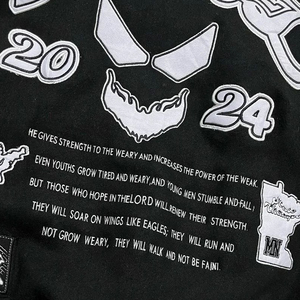 20
24
HE GIVES STRENGTH TO THE WEARY AND INCREASES THE POWER OF THE WEAK.
EVEN YOUTHS GROW TIRED AND WEARY, AND YOUNG MEN STUMBLE AND FALL;
BUT THOSE WHO HOPE IN THE LORD WILL RENEW THEIR STRENGTH.
THEY WILL SOAR ON WINGS LIKE EAGLES; THEY WILL RUN AND
NOT GROW WEARY, THEY WILL WALK AND NOT BE FAINT.
MN